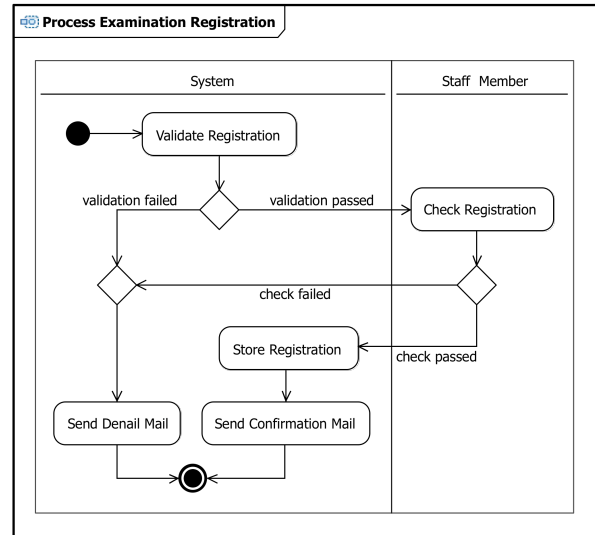 Process Examination Registration
System
Staff Member
Validate Registration
validation failed
validation passed
Check Registration
check failed
Store Registration
check passed
Send Denail Mail
Send Confirmation Mail